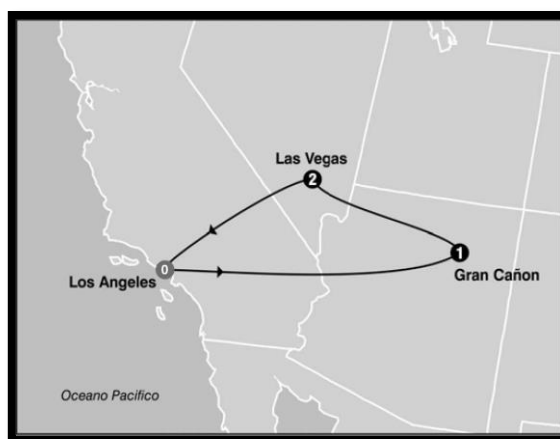 Las Vegas
2
1
Gran Cañon
0
Los Angeles
Oceano Pacifico